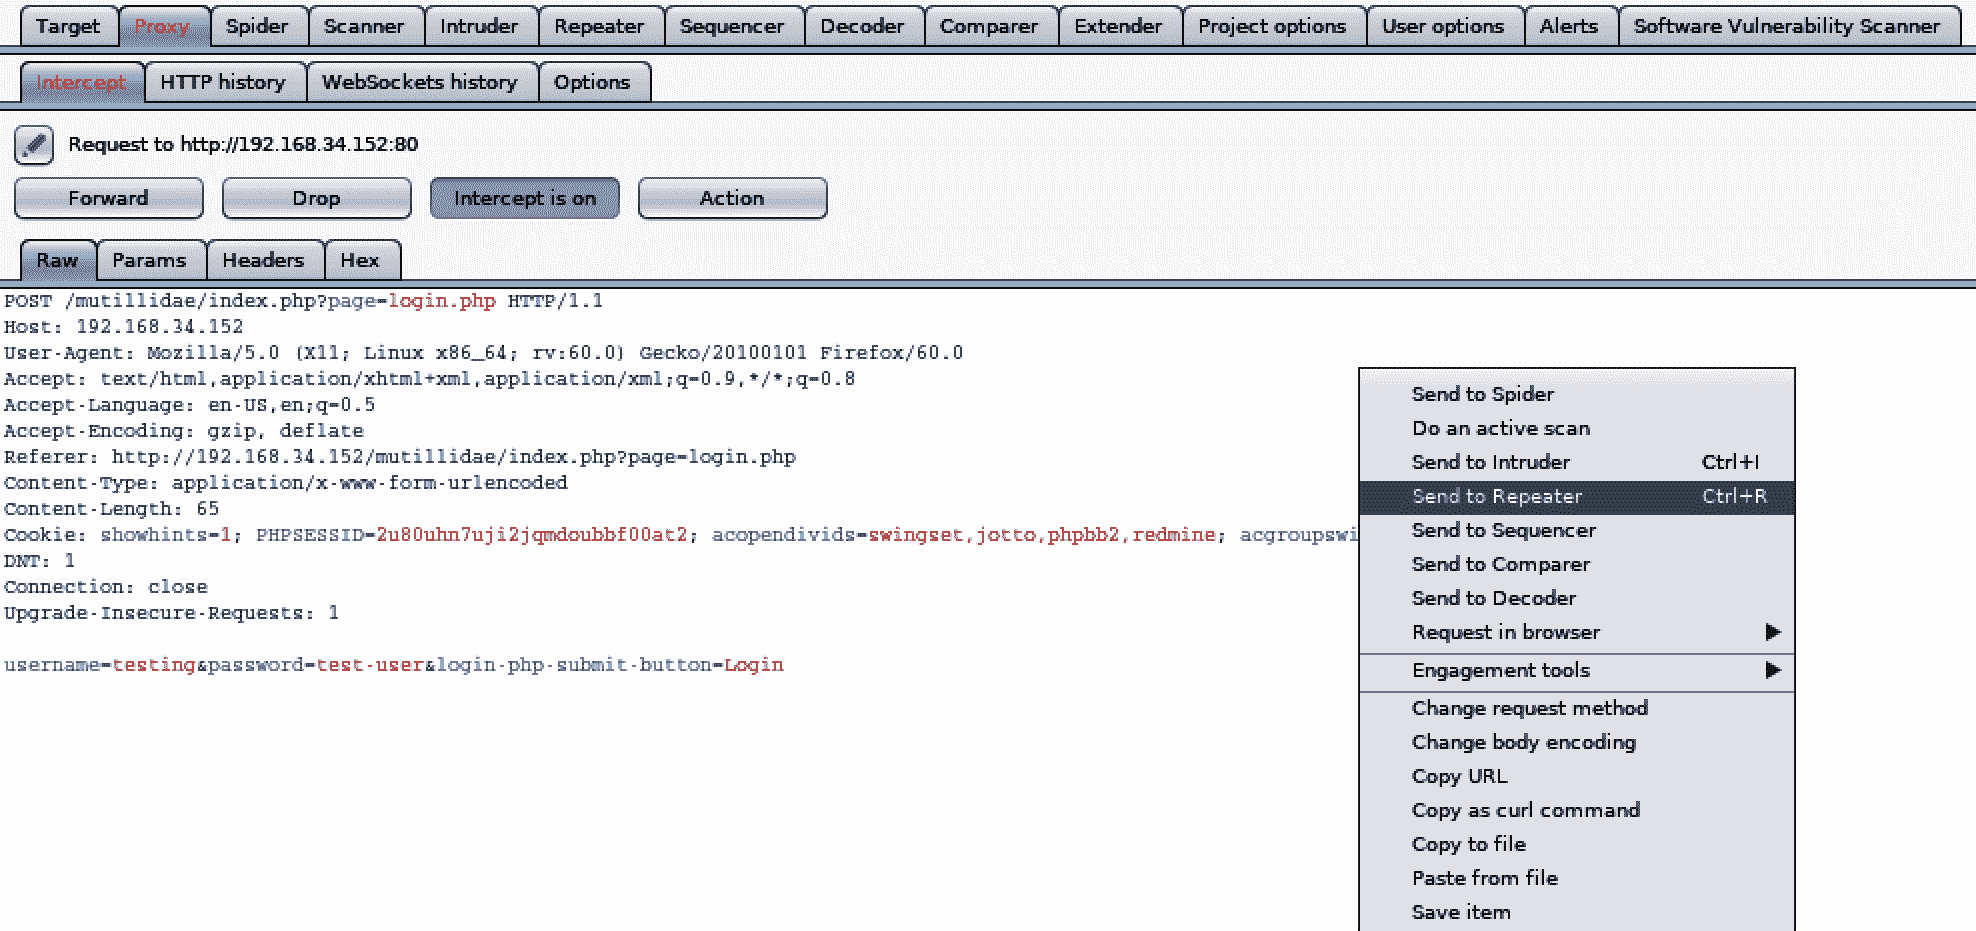 Target Proxy Spider Scanner Intruder Repeater Sequencer Decoder Comparer Extender Project options User options Alerts Software Vulnerability Scanner
Intercept HTTP history WebSockets history Options
Request to http://192.168.34.152:80
Forward Drop Intercept is on Action
Raw Params Headers Hex
POST /mutillidae/index.php?page=login.php HTTP/1.1
Host: 192.168.34.152
User-Agent: Mozilla/5.0 (X11; Linux x86_64; rv:60.0) Gecko/20100101 Firefox/60.0
Accept: text/html,application/xhtml+xml,application/xml;q=0.9,*/*;q=0.8
Accept-Language: en-US,en;q=0.5
Accept-Encoding: gzip, deflate
Referer: http://192.168.34.152/mutillidae/index.php?page=login.php
Content-Type: application/x-www-form-urlencoded
Content-Length: 65
Cookie: showhints=1; PHPSESSID=2u80uhn7uji2jqmdoubbf00at2; acopendivids=swingset,jotto,phpbb2,redmine; acgroupswi
DNT: 1
Connection: close
Upgrade-Insecure-Requests: 1
username=testing&password=test-user&login-php-submit-button=Login
Send to Spider
Do an active scan
Send to Intruder Ctrl+I
Send to Repeater Ctrl+R
Send to Sequencer
Send to Comparer
Send to Decoder
Request in browser
Engagement tools
Change request method
Change body encoding
Copy URL
Copy as curl command
Copy to file
Paste from file
Save item